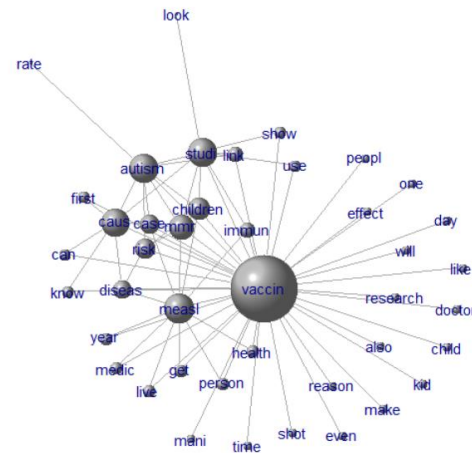 look
rate
show
studi
link
use
peopl
autism
one
first
children
effect
day
caus
case
mmr
immun
will
can
risk
like
know
diseas
vaccin
research
doctor
measl
year
health
also
child
medic
get
person
reason
kid
live
make
mani
time
shot
even